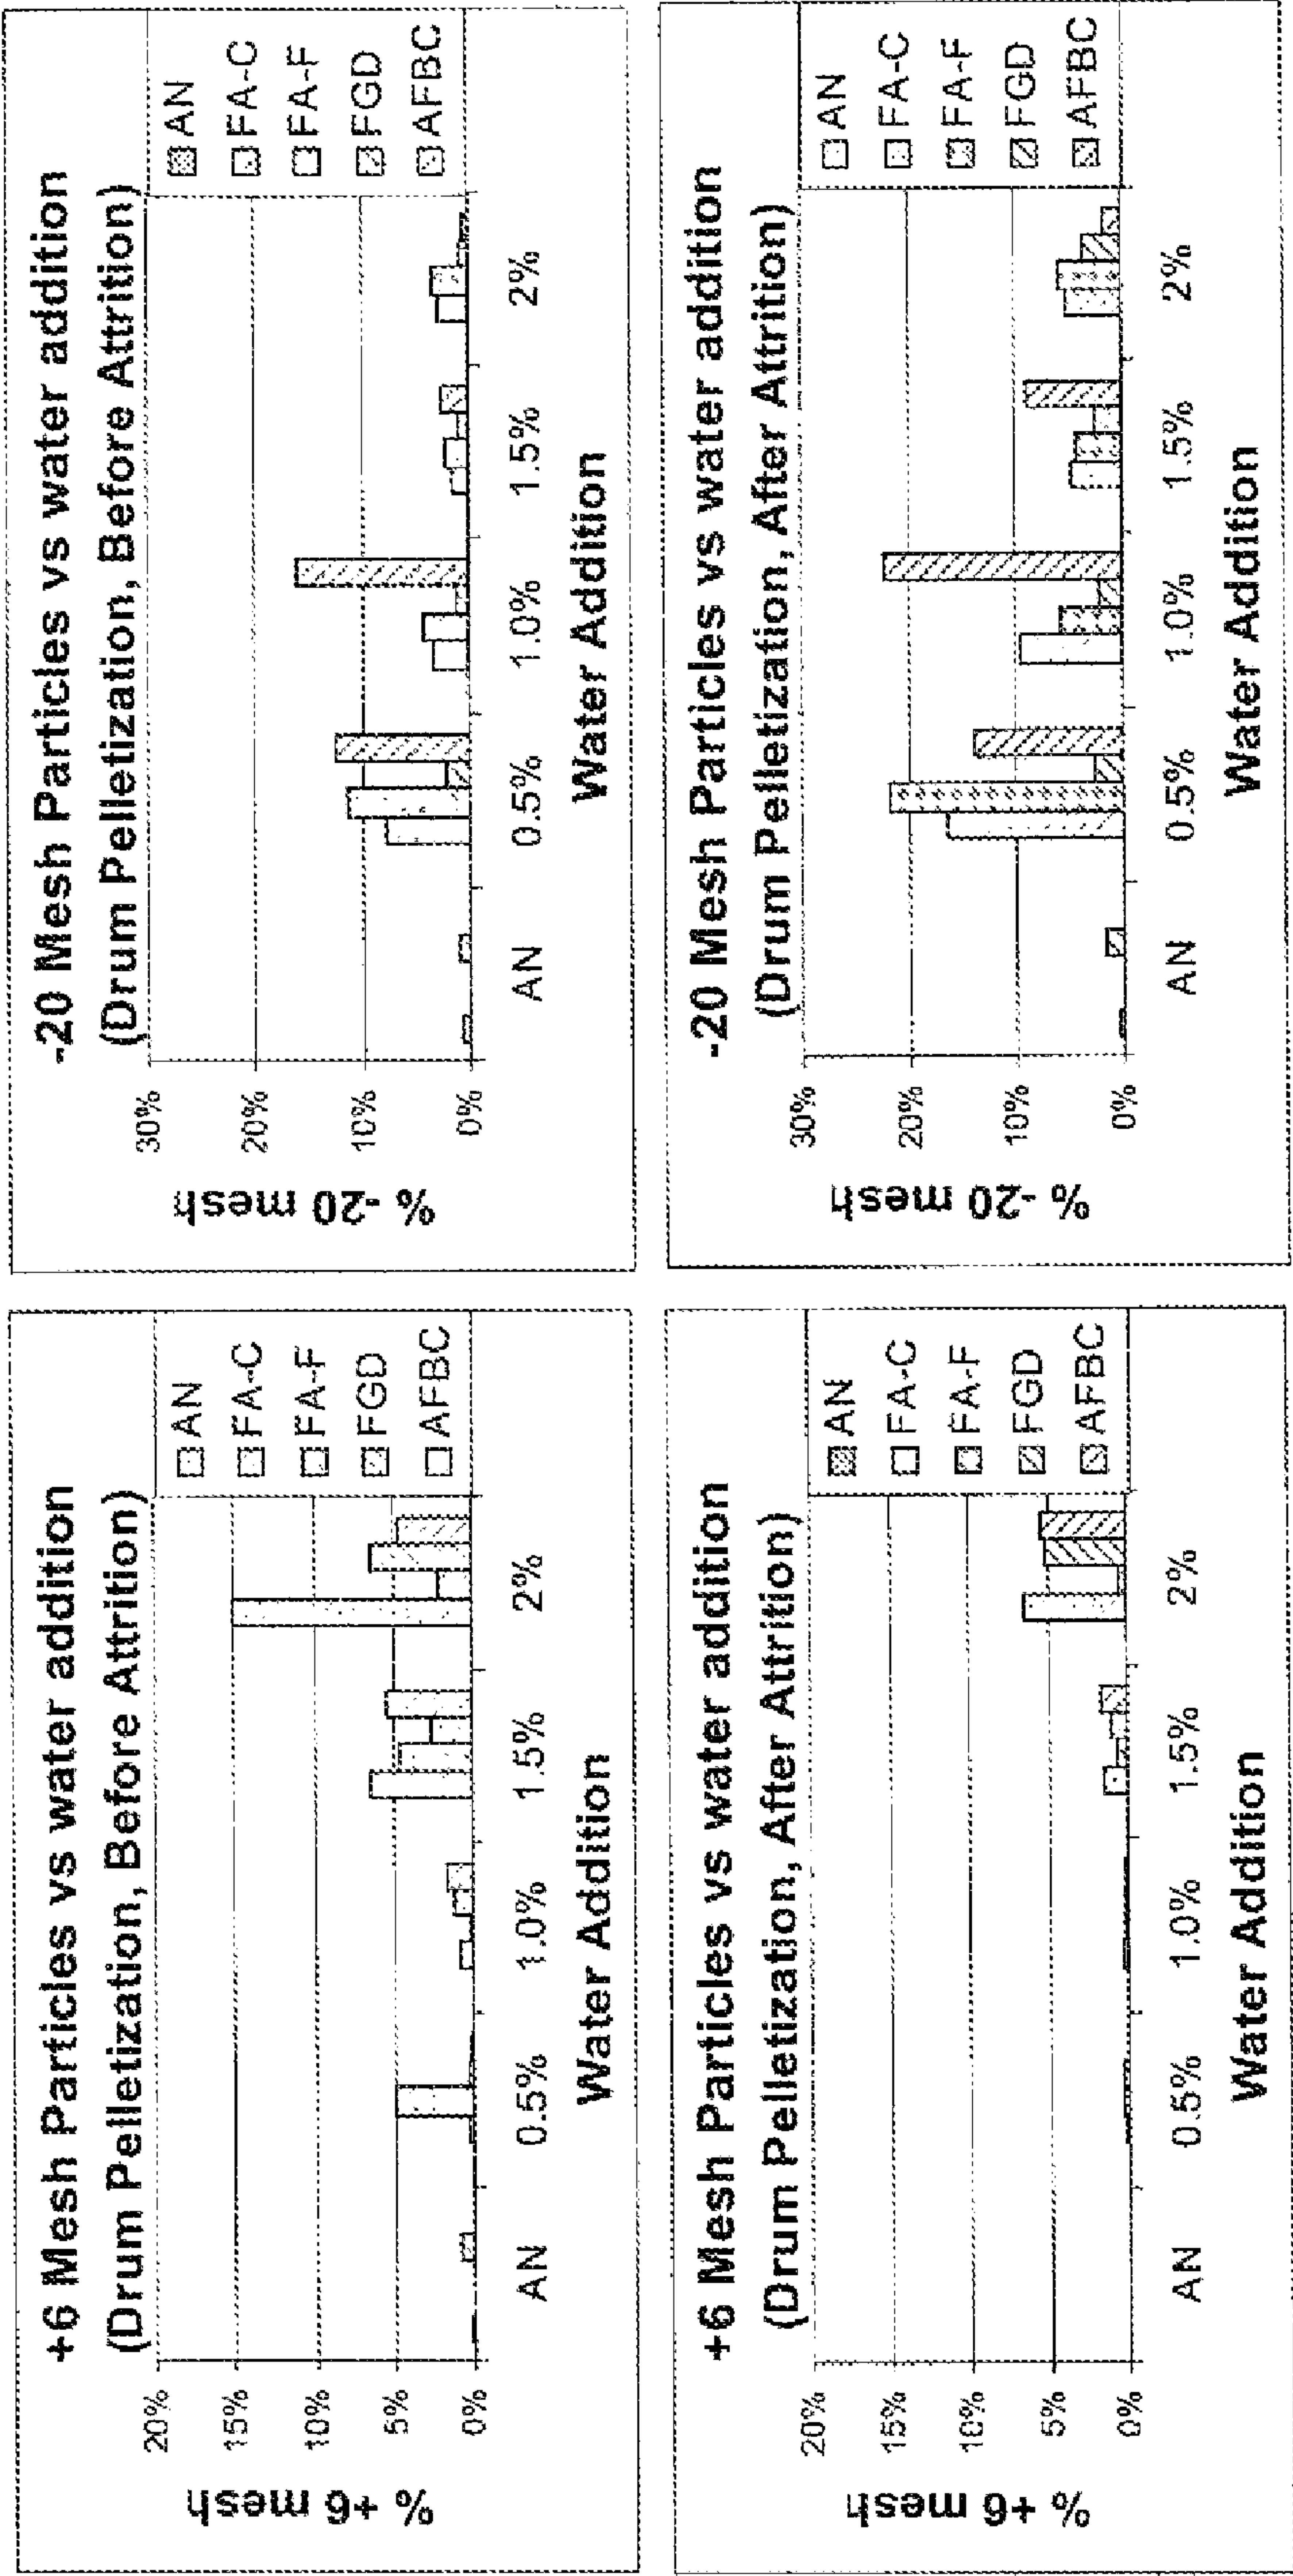 +6 Mesh Particles vs water addition
(Drum Pelletization, Before Attrition)
% +6 mesh
20%
15%
10%
5%
0%
AN
0.5%
1.0%
1.5%
2%
Water Addition
AN
FA-C
FA-F
FGD
AFBC
-20 Mesh Particles vs water addition
(Drum Pelletization, Before Attrition)
% -20 mesh
30%
20%
10%
0%
AN
0.5%
1.0%
1.5%
2%
Water Addition
AN
FA-C
FA-F
FGD
AFBC
+6 Mesh Particles vs water addition
(Drum Pelletization, After Attrition)
% +6 mesh
20%
15%
10%
5%
0%
AN
0.5%
1.0%
1.5%
2%
Water Addition
AN
FA-C
FA-F
FGD
AFBC
-20 Mesh Particles vs water addition
(Drum Pelletization, After Attrition)
% -20 mesh
30%
20%
10%
0%
AN
0.5%
1.0%
1.5%
2%
Water Addition
AN
FA-C
FA-F
FGD
AFBC